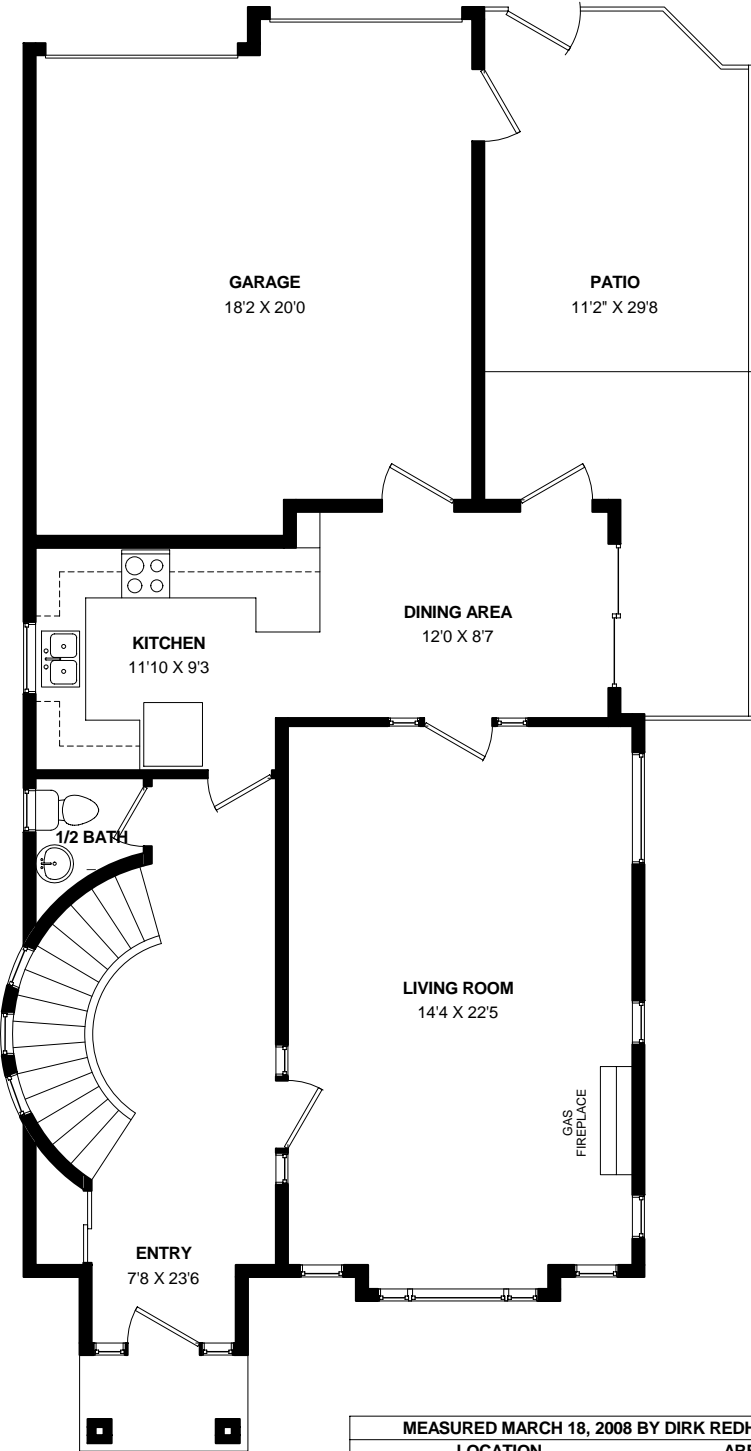 GARAGE
18'2 X 20'0
PATIO
11'2" X 29'8
DINING AREA
12'0 X 8'7
KITCHEN
11'10 X 9'3
1/2 BATH
LIVING ROOM
14'4 X 22'5
GAS
FIREPLACE
ENTRY
7'8 X 23'6
MEASURED MARCH 18, 2008 BY DIRK REDH
LOCATION